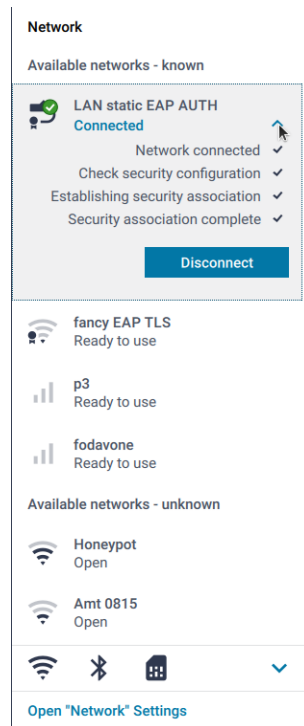 Network
Available networks - known
LAN static EAP AUTH
Connected
Network connected
Check security configuration
Establishing security association
Security association complete
Disconnect
fancy EAP TLS
Ready to use
p3
Ready to use
fodavone
Ready to use
Available networks - unknown
Honeypot
Open
Amt 0815
Open
Open "Network" Settings